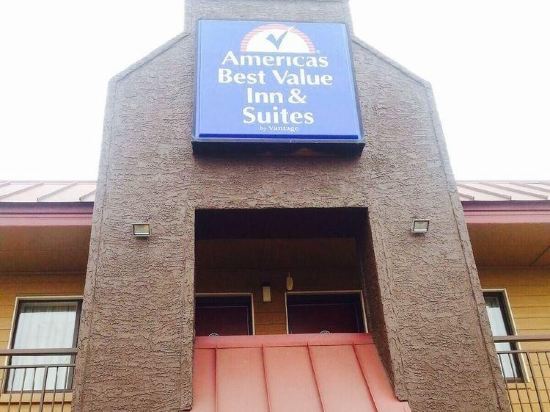 Americas
Best Value
Inn &
Suites
by Vantage